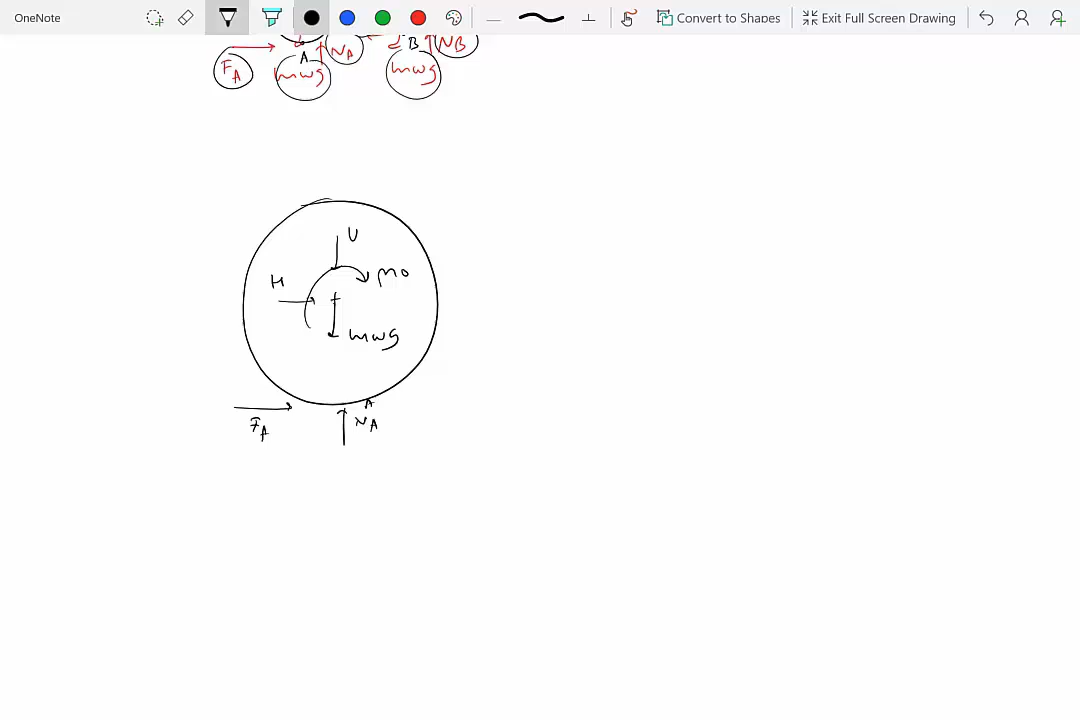 OneNote
Convert to Shapes
Exit Full Screen Drawing
FA
A
mwg
NA
B
mwg
NB
V
H
Mo
mwg
A
FA
NA